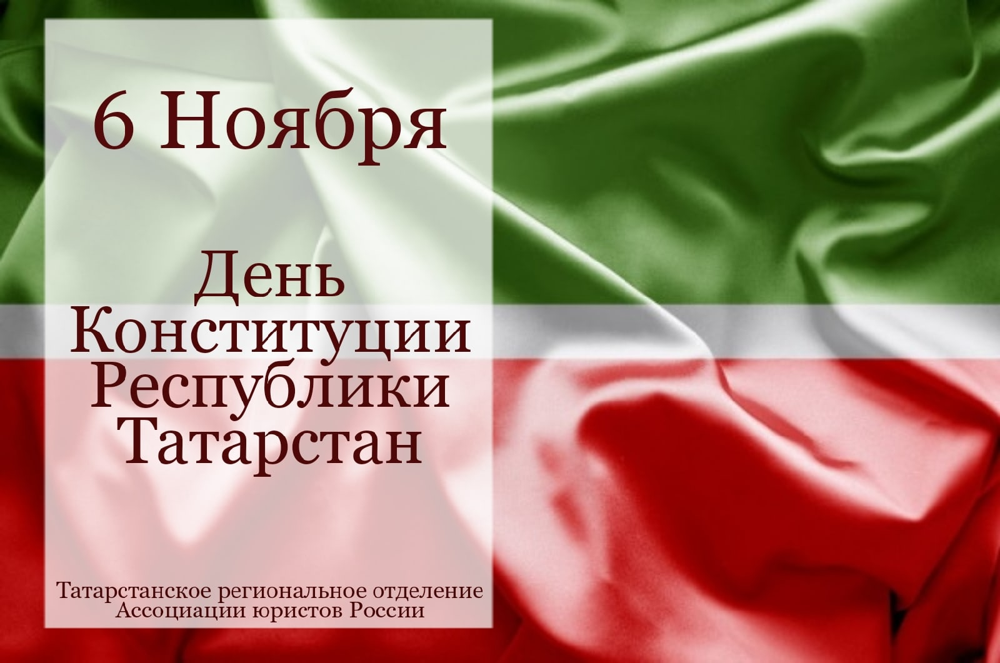 6 Ноября
День
Конституции
Республики
Татарстан
Татарстанское региональное отделение
Ассоциации юристов России